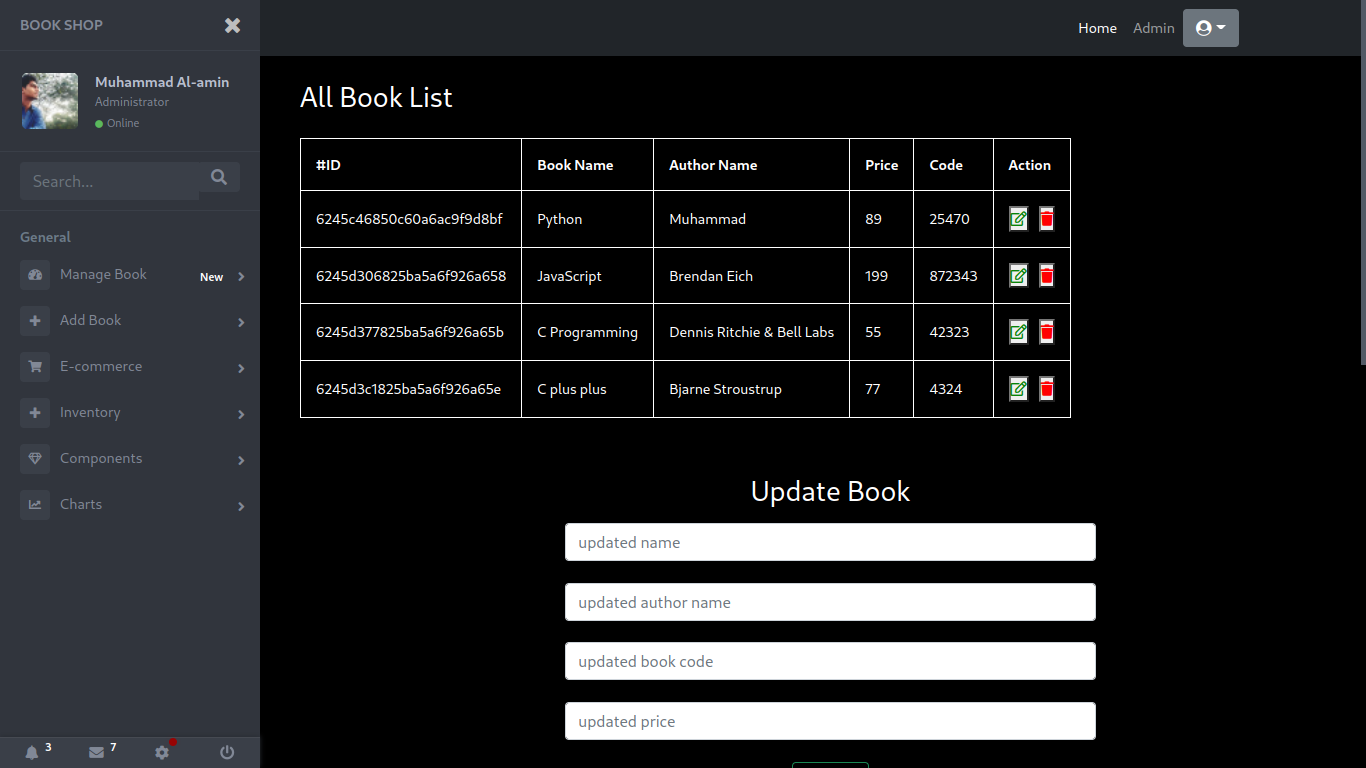 BOOK SHOP
Home Admin
Muhammad Al-amin
Administrator
Online
Search...
General
Manage Book New
Add Book
E-commerce
Inventory
Components
Charts
3 7
All Book List
#ID Book Name Author Name Price Code Action
6245c46850c60a6ac9f9d8bf Python Muhammad 89 25470
6245d306825ba5a6f926a658 JavaScript Brendan Eich 199 872343
6245d377825ba5a6f926a65b C Programming Dennis Ritchie & Bell Labs 55 42323
6245d3c1825ba5a6f926a65e C plus plus Bjarne Stroustrup 77 4324
Update Book
updated name
updated author name
updated book code
updated price